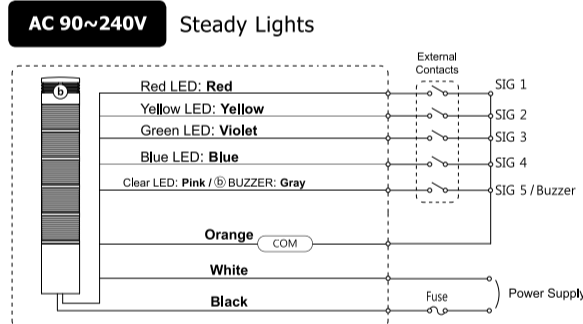 AC 90~240V Steady Lights
External
Contacts
Red LED: Red SIG 1
ⓑ
Yellow LED: Yellow SIG 2
Green LED: Violet SIG 3
Blue LED: Blue SIG 4
Clear LED: Pink / ⓑ BUZZER: Gray SIG 5 / Buzzer
Orange COM
White
Power Supply
Black Fuse